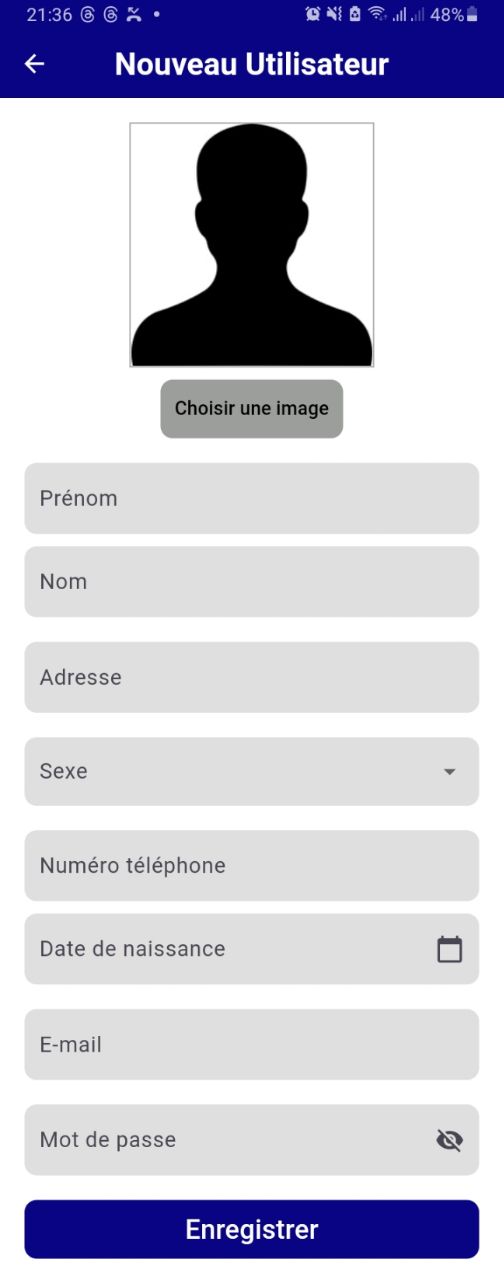 21:36
48%
Nouveau Utilisateur
Choisir une image
Prénom
Nom
Adresse
Sexe
Numéro téléphone
Date de naissance
E-mail
Mot de passe
Enregistrer